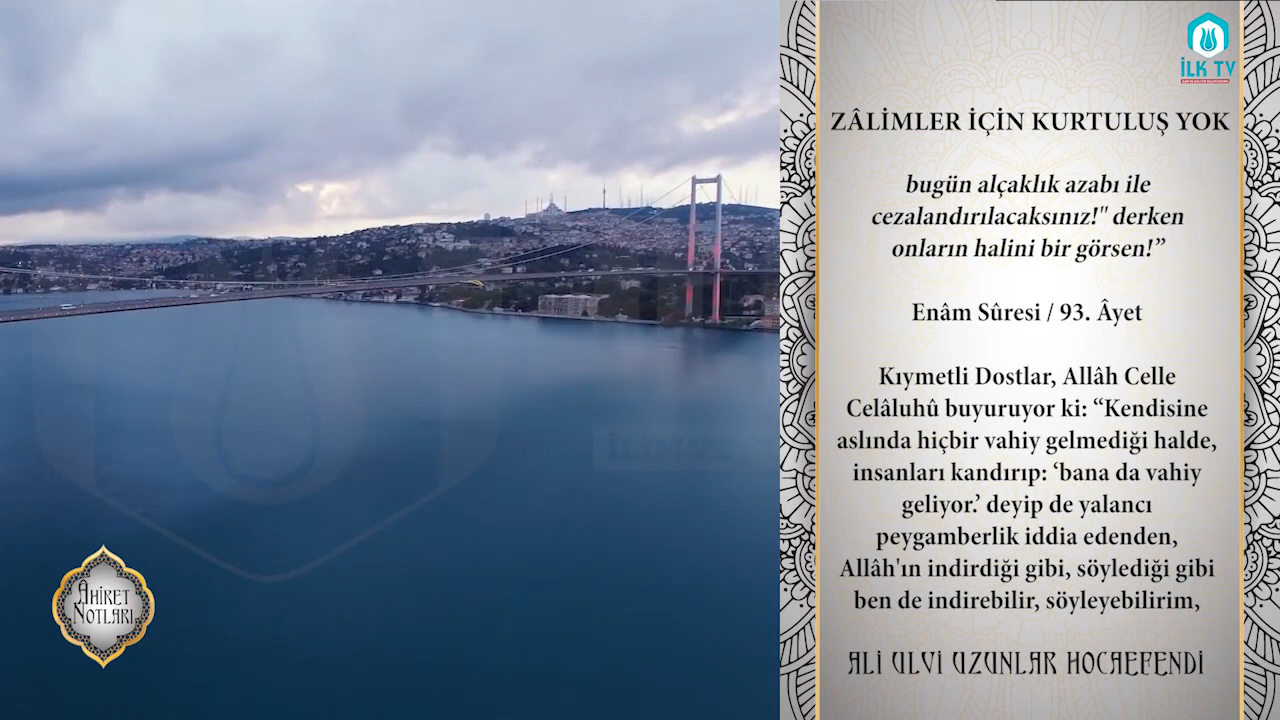 İLK TV
ZÂLİMLER İÇİN KURTULUŞ YOK
bugün alçaklık azabı ile
cezalandırılacaksınız!" derken
onların halini bir görsen!”
Enâm Sûresi / 93. Âyet
Kıymetli Dostlar, Allâh Celle
Celâluhû buyuruyor ki: “Kendisine
aslında hiçbir vahiy gelmediği halde,
insanları kandırıp: ‘bana da vahiy
geliyor.’ deyip de yalancı
peygamberlik iddia edenden,
Allâh'ın indirdiği gibi, söylediği gibi
ben de indirebilir, söyleyebilirim,
ALİ ULVİ UZUNLAR HOCAEFENDİ
ÂHİRET
NOTLARI